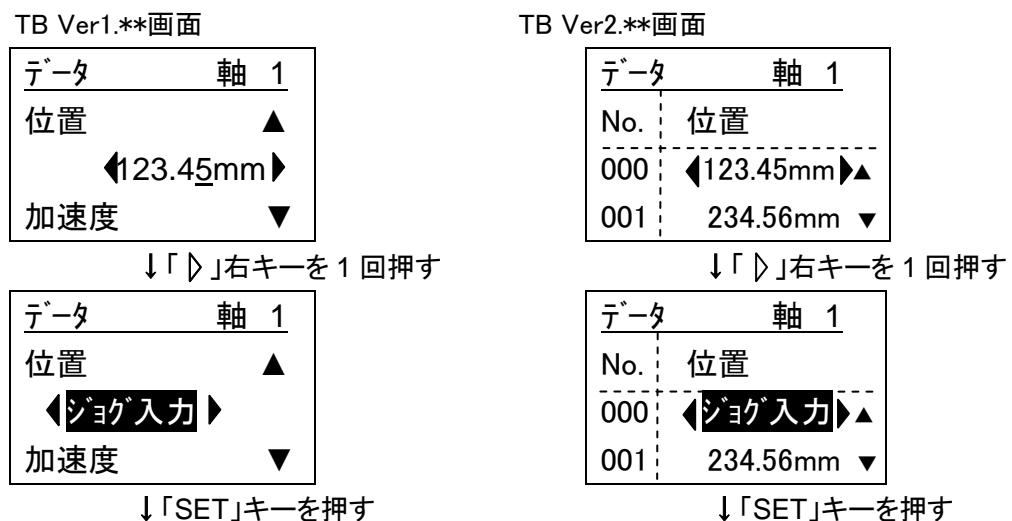 TB Ver1.**画面
ﾃﾞｰﾀ 軸 1
位置 ▲
◀123.45mm▶
加速度 ▼
↓「▷」右キーを1回押す
ﾃﾞｰﾀ 軸 1
位置 ▲
◀ｼﾞｮｸﾞ入力▶
加速度 ▼
↓「SET」キーを押す
TB Ver2.**画面
ﾃﾞｰﾀ 軸 1
No. 位置
000 ◀123.45mm▶▲
001 234.56mm ▼
↓「▷」右キーを1回押す
ﾃﾞｰﾀ 軸 1
No. 位置
000 ◀ｼﾞｮｸﾞ入力▶▲
001 234.56mm ▼
↓「SET」キーを押す